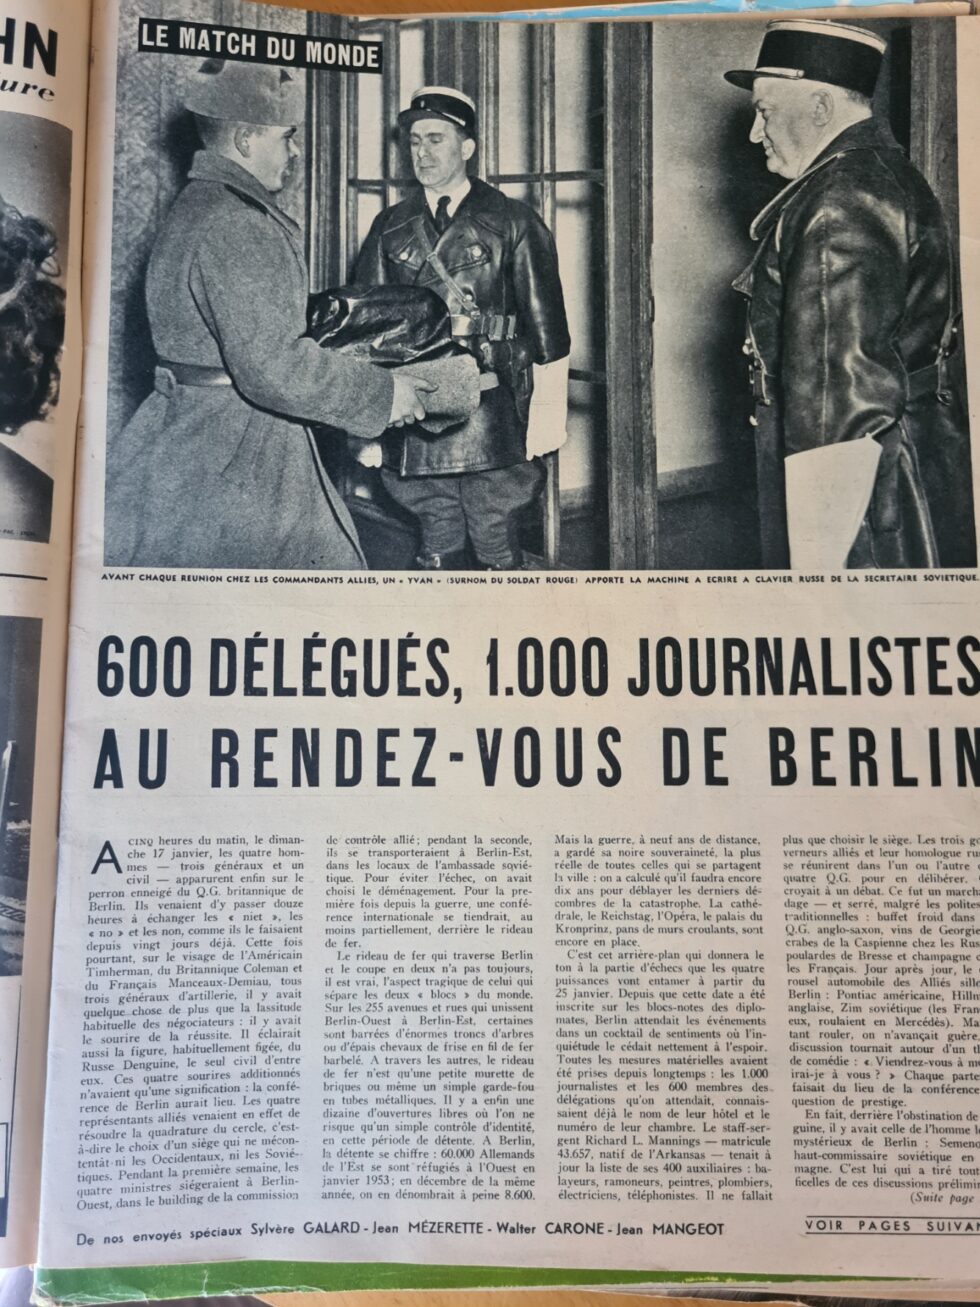 HN
ure
LE MATCH DU MONDE
AVANT CHAQUE REUNION CHEZ LES COMMANDANTS ALLIES, UN « YVAN » (SURNOM DU SOLDAT ROUGE) APPORTE LA MACHINE A ECRIRE A CLAVIER RUSSE DE LA SECRETAIRE SOVIETIQUE.
600 DÉLÉGUÉS, 1.000 JOURNALISTES
AU RENDEZ-VOUS DE BERLIN
A CINQ heures du matin, le diman-
che 17 janvier, les quatre hom-
mes — trois généraux et un
civil — apparurent enfin sur le
perron enneigé du Q.G. britannique de
Berlin. Ils venaient d'y passer douze
heures à échanger les « niet », les
« no » et les non, comme ils le faisaient
depuis vingt jours déjà. Cette fois
pourtant, sur le visage de l'Américain
Timherman, du Britannique Coleman et
du Français Manceaux-Demiau, tous
trois généraux d'artillerie, il y avait
quelque chose de plus que la lassitude
habituelle des négociateurs : il y avait
le sourire de la réussite. Il éclairait
aussi la figure, habituellement figée, du
Russe Denguine, le seul civil d'entre
eux. Ces quatre sourires additionnés
n'avaient qu'une signification : la confé-
rence de Berlin aurait lieu. Les quatre
représentants alliés venaient en effet de
résoudre la quadrature du cercle, c'est-
à-dire le choix d'un siège qui ne mécon-
tentât ni les Occidentaux, ni les Sovié-
tiques. Pendant la première semaine, les
quatre ministres siégeraient à Berlin-
Ouest, dans le building de la commission
de contrôle allié; pendant la seconde,
ils se transporteraient à Berlin-Est,
dans les locaux de l'ambassade sovié-
tique. Pour éviter l'échec, on avait
choisi le déménagement. Pour la pre-
mière fois depuis la guerre, une confé-
rence internationale se tiendrait, au
moins partiellement, derrière le rideau
de fer.
Le rideau de fer qui traverse Berlin
et le coupe en deux n'a pas toujours,
il est vrai, l'aspect tragique de celui qui
sépare les deux « blocs » du monde.
Sur les 255 avenues et rues qui unissent
Berlin-Ouest à Berlin-Est, certaines
sont barrées d'énormes troncs d'arbres
ou d'épais chevaux de frise en fil de fer
barbelé. A travers les autres, le rideau
de fer n'est qu'une petite murette de
briques ou même un simple garde-fou
en tubes métalliques. Il y a enfin une
dizaine d'ouvertures libres où l'on ne
risque qu'un simple contrôle d'identité,
en cette période de détente. A Berlin,
la détente se chiffre : 60.000 Allemands
de l'Est se sont réfugiés à l'Ouest en
janvier 1953; en décembre de la même
année, on en dénombrait à peine 8.600.
Mais la guerre, à neuf ans de distance,
a gardé sa noire souveraineté, la plus
réelle de toutes celles qui se partagent
la ville : on a calculé qu'il faudra encore
dix ans pour déblayer les derniers dé-
combres de la catastrophe. La cathé-
drale, le Reichstag, l'Opéra, le palais du
Kronprinz, pans de murs croulants, sont
encore en place.
C'est cet arrière-plan qui donnera le
ton à la partie d'échecs que les quatre
puissances vont entamer à partir du
25 janvier. Depuis que cette date a été
inscrite sur les blocs-notes des diplo-
mates, Berlin attendait les événements
dans un cocktail de sentiments où l'in-
quiétude le cédait nettement à l'espoir.
Toutes les mesures matérielles avaient
été prises depuis longtemps : les 1.000
journalistes et les 600 membres des
délégations qu'on attendait, connais-
saient déjà le nom de leur hôtel et le
numéro de leur chambre. Le staff-ser-
gent Richard L. Mannings — matricule
43.657, natif de l'Arkansas — tenait à
jour la liste de ses 400 auxiliaires : ba-
layeurs, ramoneurs, peintres, plombiers,
électriciens, téléphonistes. Il ne fallait
plus que choisir le siège. Les trois go
verneurs alliés et leur homologue ru
se réunirent dans l'un ou l'autre
quatre Q.G. pour en délibérer.
croyait à un débat. Ce fut un marcha
dage — et serré, malgré les polites
traditionnelles : buffet froid dans
Q.G. anglo-saxon, vins de Georgie
crabes de la Caspienne chez les Rus
poulardes de Bresse et champagne c
les Français. Jour après jour, le
rousel automobile des Alliés sille
Berlin : Pontiac américaine, Hillm
anglaise, Zim soviétique (les Fran
eux, roulaient en Mercédès). Ma
tant rouler, on n'avançait guère,
discussion tournait autour d'un t
de comédie : « Viendrez-vous à m
irai-je à vous ? » Chaque parte
faisait du lieu de la conférence
question de prestige.
En fait, derrière l'obstination de
guine, il y avait celle de l'homme l
mystérieux de Berlin : Semeno
haut-commissaire soviétique en
magne. C'est lui qui a tiré tout
ficelles de ces discussions prélimir
(Suite page
De nos envoyés spéciaux Sylvère GALARD - Jean MÉZERETTE - Walter CARONE - Jean MANGEOT
VOIR PAGES SUIVAN